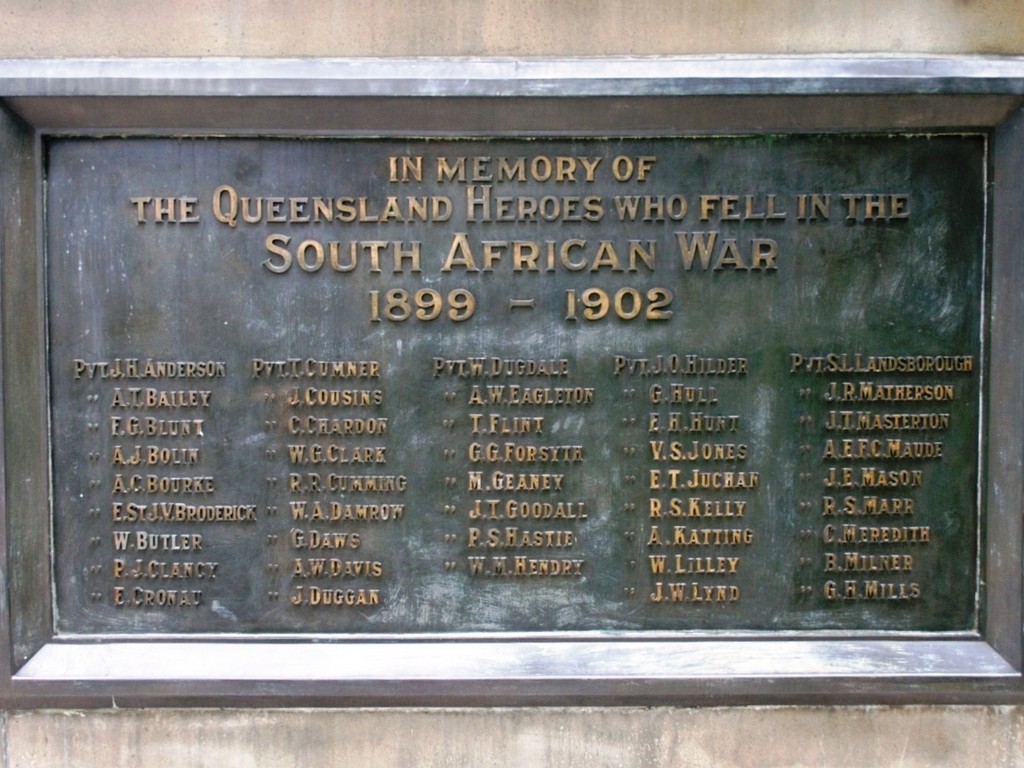 IN MEMORY OF
THE QUEENSLAND HEROES WHO FELL IN THE
SOUTH AFRICAN WAR
1899 – 1902
PVT. J.H. ANDERSON
" A.T. BAILEY
" F.G. BLUNT
" A.J. BOLIN
" A.C. BOURKE
" E.ST J.V. BRODERICK
" W. BUTLER
" P.J. CLANCY
" E. CRONAU
PVT. T. CUMNER
" J. COUSINS
" C. CHARDON
" W.G. CLARK
" R.R. CUMMING
" W.A. DAMROW
" G. DAWS
" A.W. DAVIS
" J. DUGGAN
PVT. W. DUGDALE
" A.W. EAGLETON
" T. FLINT
" G.G. FORSYTH
" M. GEANEY
" J.T. GOODALL
" P.S. HASTIE
" W.M. HENDRY
PVT. J.O. HILDER
" G. HULL
" E.H. HUNT
" V.S. JONES
" E.T. JUCHAN
" R.S. KELLY
" A. KATTING
" W. LILLEY
" J.W. LYND
PVT. S.L. LANDSBOROUGH
" J.R. MATHERSON
" J.T. MASTERTON
" A.E.F.C. MAUDE
" J.E. MASON
" R.S. MARR
" C. MEREDITH
" B. MILNER
" G.H. MILLS